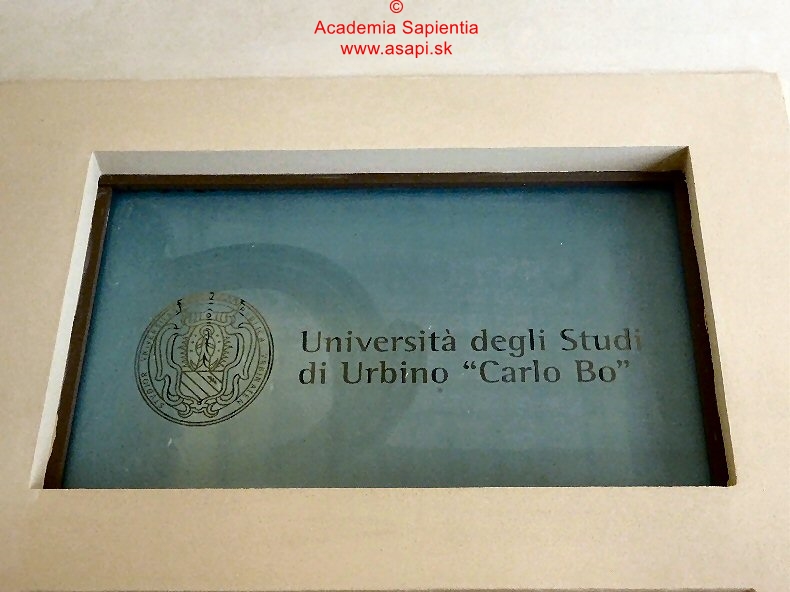 ©
Academia Sapientia
www.asapi.sk
Università degli Studi
di Urbino “Carlo Bo”